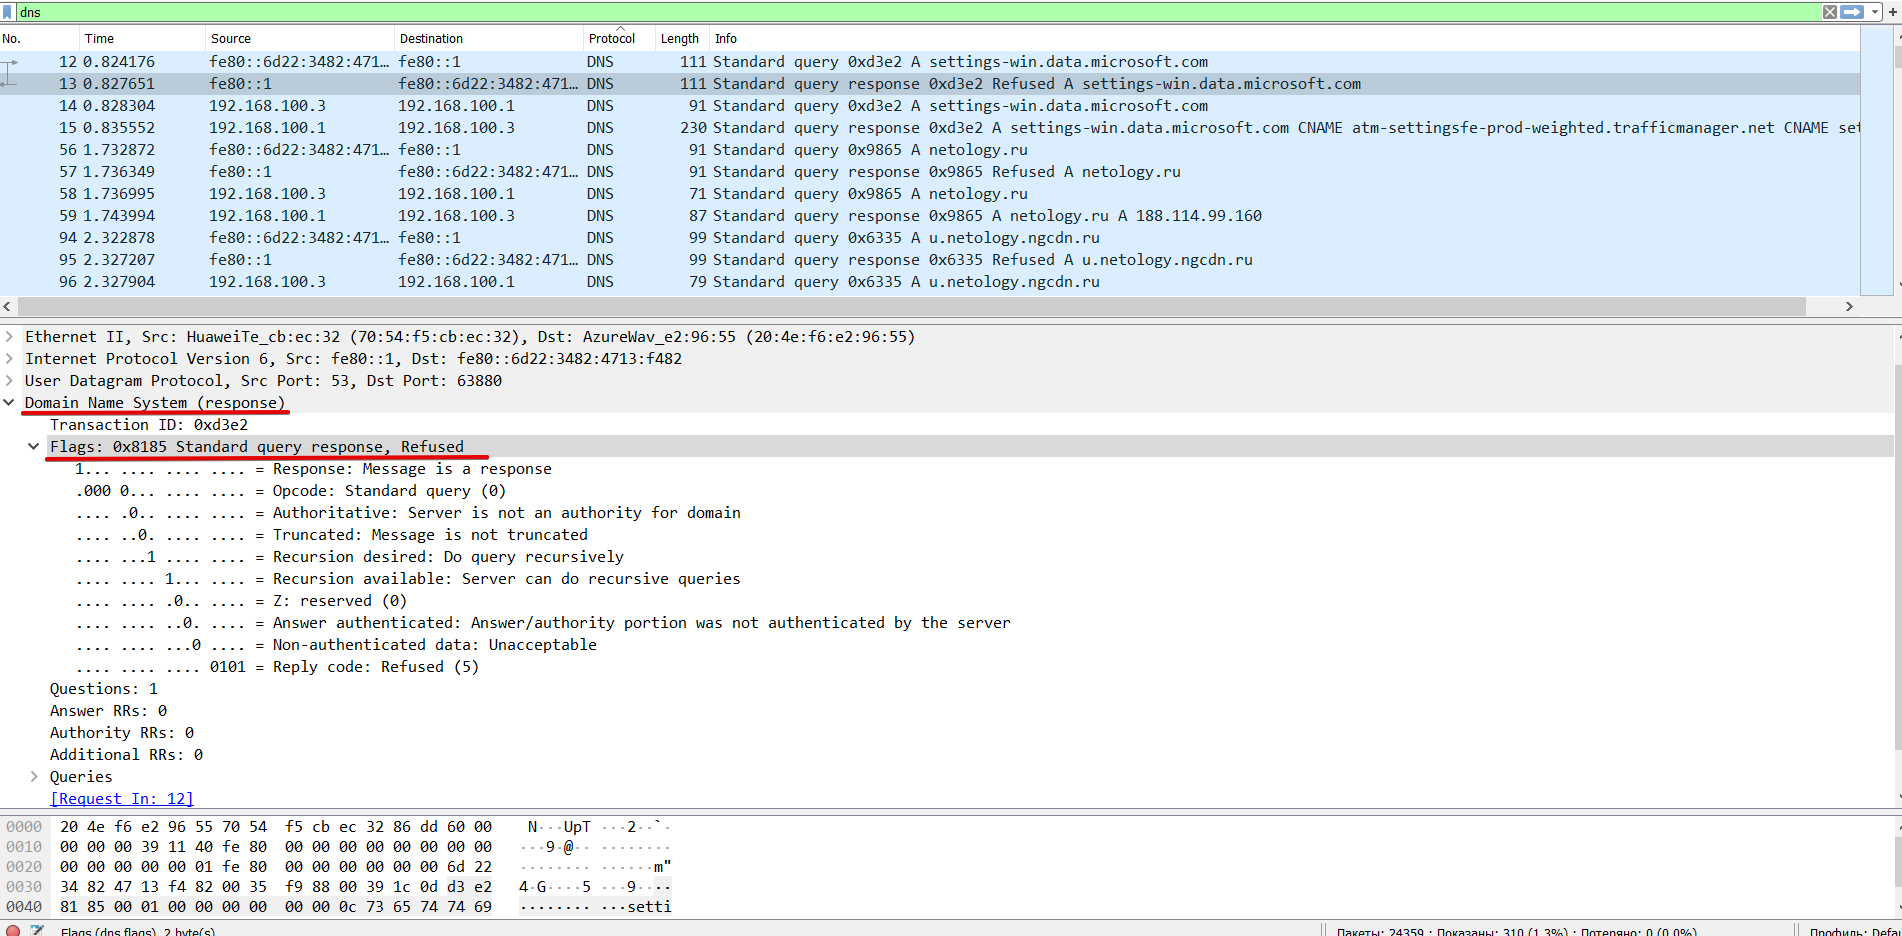 dns
No. Time Source Destination Protocol Length Info
12 0.824176 fe80::6d22:3482:471… fe80::1 DNS 111 Standard query 0xd3e2 A settings-win.data.microsoft.com
13 0.827651 fe80::1 fe80::6d22:3482:471… DNS 111 Standard query response 0xd3e2 Refused A settings-win.data.microsoft.com
14 0.828304 192.168.100.3 192.168.100.1 DNS 91 Standard query 0xd3e2 A settings-win.data.microsoft.com
15 0.835552 192.168.100.1 192.168.100.3 DNS 230 Standard query response 0xd3e2 A settings-win.data.microsoft.com CNAME atm-settingsfe-prod-weighted.trafficmanager.net CNAME set
56 1.732872 fe80::6d22:3482:471… fe80::1 DNS 91 Standard query 0x9865 A netology.ru
57 1.736349 fe80::1 fe80::6d22:3482:471… DNS 91 Standard query response 0x9865 Refused A netology.ru
58 1.736995 192.168.100.3 192.168.100.1 DNS 71 Standard query 0x9865 A netology.ru
59 1.743994 192.168.100.1 192.168.100.3 DNS 87 Standard query response 0x9865 A netology.ru A 188.114.99.160
94 2.322878 fe80::6d22:3482:471… fe80::1 DNS 99 Standard query 0x6335 A u.netology.ngcdn.ru
95 2.327207 fe80::1 fe80::6d22:3482:471… DNS 99 Standard query response 0x6335 Refused A u.netology.ngcdn.ru
96 2.327904 192.168.100.3 192.168.100.1 DNS 79 Standard query 0x6335 A u.netology.ngcdn.ru
Ethernet II, Src: HuaweiTe_cb:ec:32 (70:54:f5:cb:ec:32), Dst: AzureWav_e2:96:55 (20:4e:f6:e2:96:55)
Internet Protocol Version 6, Src: fe80::1, Dst: fe80::6d22:3482:4713:f482
User Datagram Protocol, Src Port: 53, Dst Port: 63880
Domain Name System (response)
Transaction ID: 0xd3e2
Flags: 0x8185 Standard query response, Refused
1... .... .... .... = Response: Message is a response
.000 0... .... .... = Opcode: Standard query (0)
.... .0.. .... .... = Authoritative: Server is not an authority for domain
.... ..0. .... .... = Truncated: Message is not truncated
.... ...1 .... .... = Recursion desired: Do query recursively
.... .... 1... .... = Recursion available: Server can do recursive queries
.... .... .0.. .... = Z: reserved (0)
.... .... ..0. .... = Answer authenticated: Answer/authority portion was not authenticated by the server
.... .... ...0 .... = Non-authenticated data: Unacceptable
.... .... .... 0101 = Reply code: Refused (5)
Questions: 1
Answer RRs: 0
Authority RRs: 0
Additional RRs: 0
Queries
[Request In: 12]
0000 20 4e f6 e2 96 55 70 54 f5 cb ec 32 86 dd 60 00 N···UpT ···2··`·
0010 00 00 00 39 11 40 fe 80 00 00 00 00 00 00 00 00 ···9·@·· ········
0020 00 00 00 00 00 01 fe 80 00 00 00 00 00 00 6d 22 ········ ······m"
0030 34 82 47 13 f4 82 00 35 f9 88 00 39 1c 0d d3 e2 4·G····5 ···9····
0040 81 85 00 01 00 00 00 00 00 00 0c 73 65 74 74 69 ········ ···setti
Flags (dns.flags), 2 byte(s)
Пакеты: 24359 · Показаны: 310 (1.3%) · Потеряно: 0 (0.0%)
Профиль: Defau